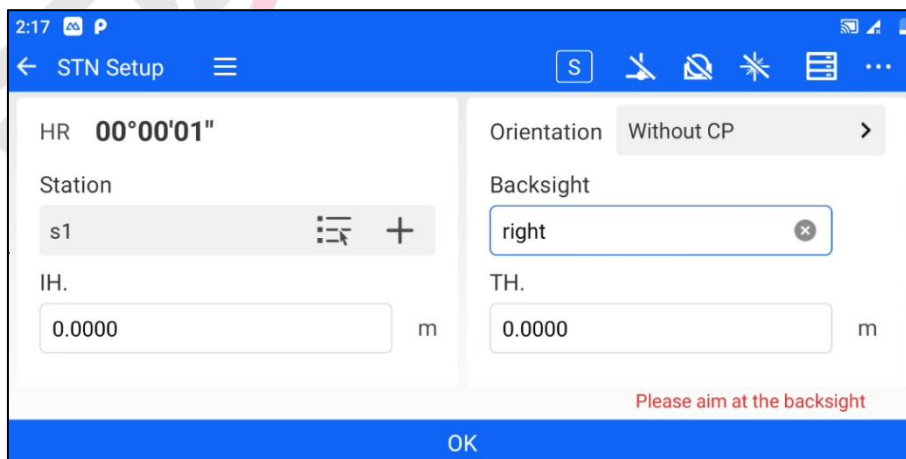 2:17
STN Setup
S
HR 00°00'01"
Station
s1
IH.
0.0000 m
Orientation Without CP
Backsight
right
TH.
0.0000 m
Please aim at the backsight
OK